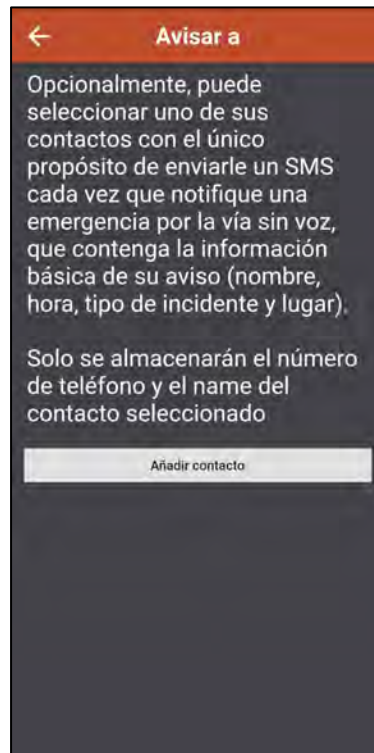 Avisar a
Opcionalmente, puede
seleccionar uno de sus
contactos con el único
propósito de enviarle un SMS
cada vez que notifique una
emergencia por la vía sin voz,
que contenga la información
básica de su aviso (nombre,
hora, tipo de incidente y lugar).
Solo se almacenarán el número
de teléfono y el name del
contacto seleccionado
Añadir contacto